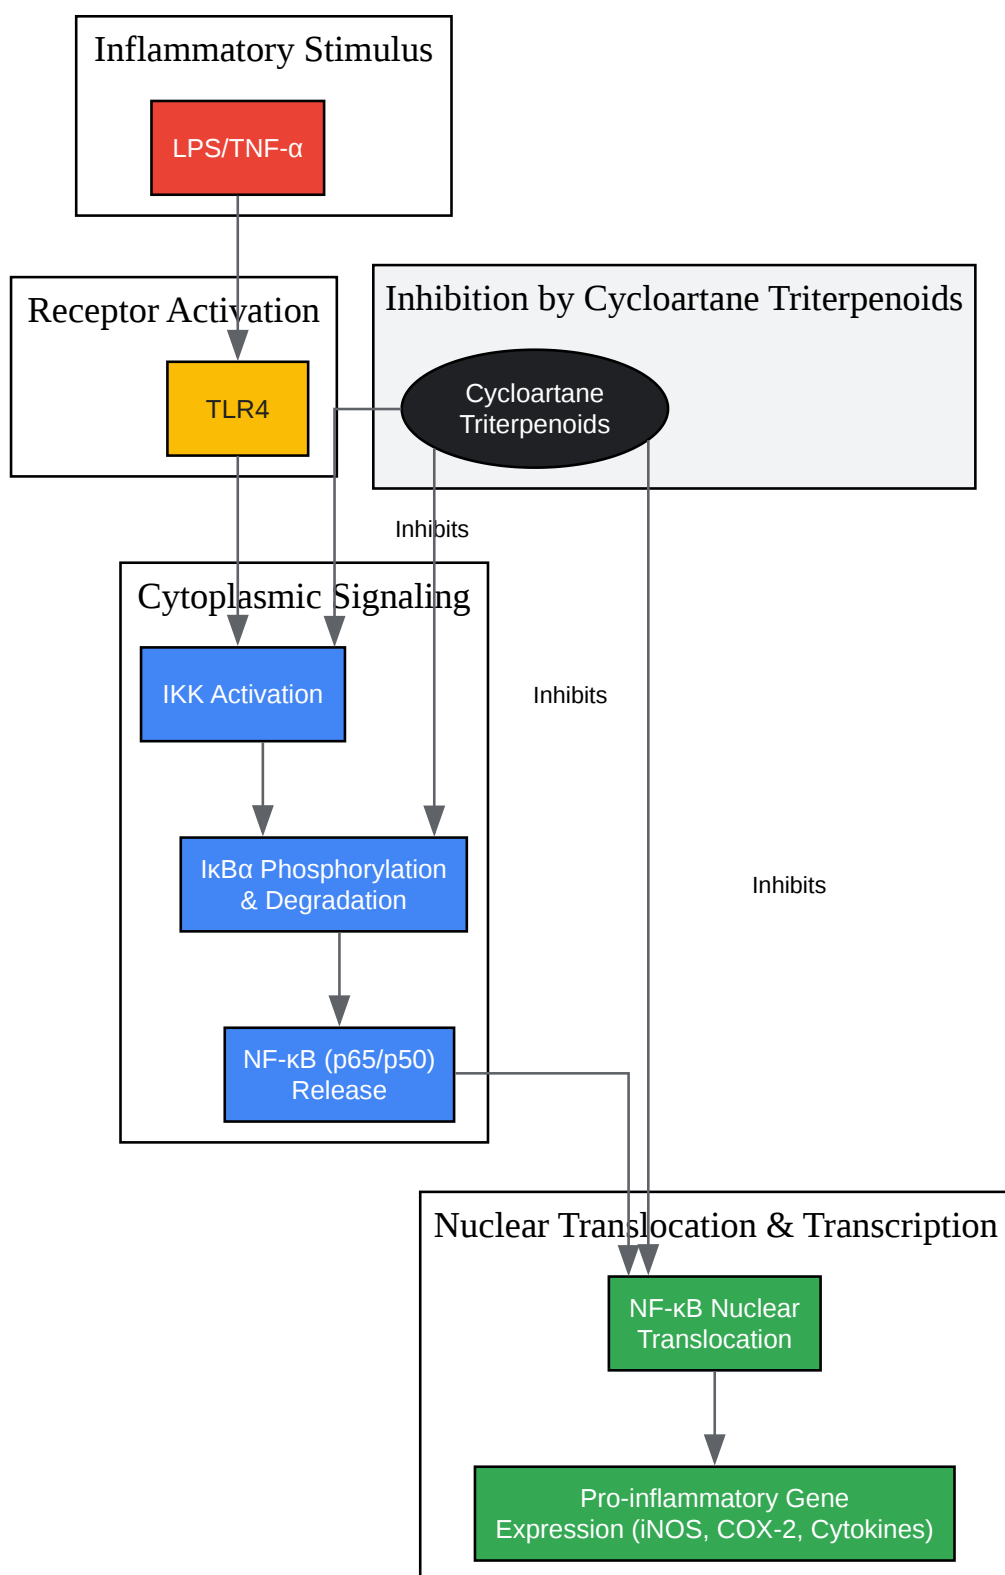 Inflammatory Stimulus
LPS/TNF-α
Receptor Activation
TLR4
Inhibition by Cycloartane Triterpenoids
Cycloartane
Triterpenoids
Inhibits
Cytoplasmic Signaling
IKK Activation
Inhibits
IκBα Phosphorylation
& Degradation
Inhibits
NF-κB (p65/p50)
Release
Nuclear Translocation & Transcription
NF-κB Nuclear
Translocation
Pro-inflammatory Gene
Expression (iNOS, COX-2, Cytokines)